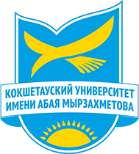 КОКШЕТАУСКИЙ УНИВЕРСИТЕТ
ИМЕНИ АБАЯ МЫРЗАХМЕТОВА